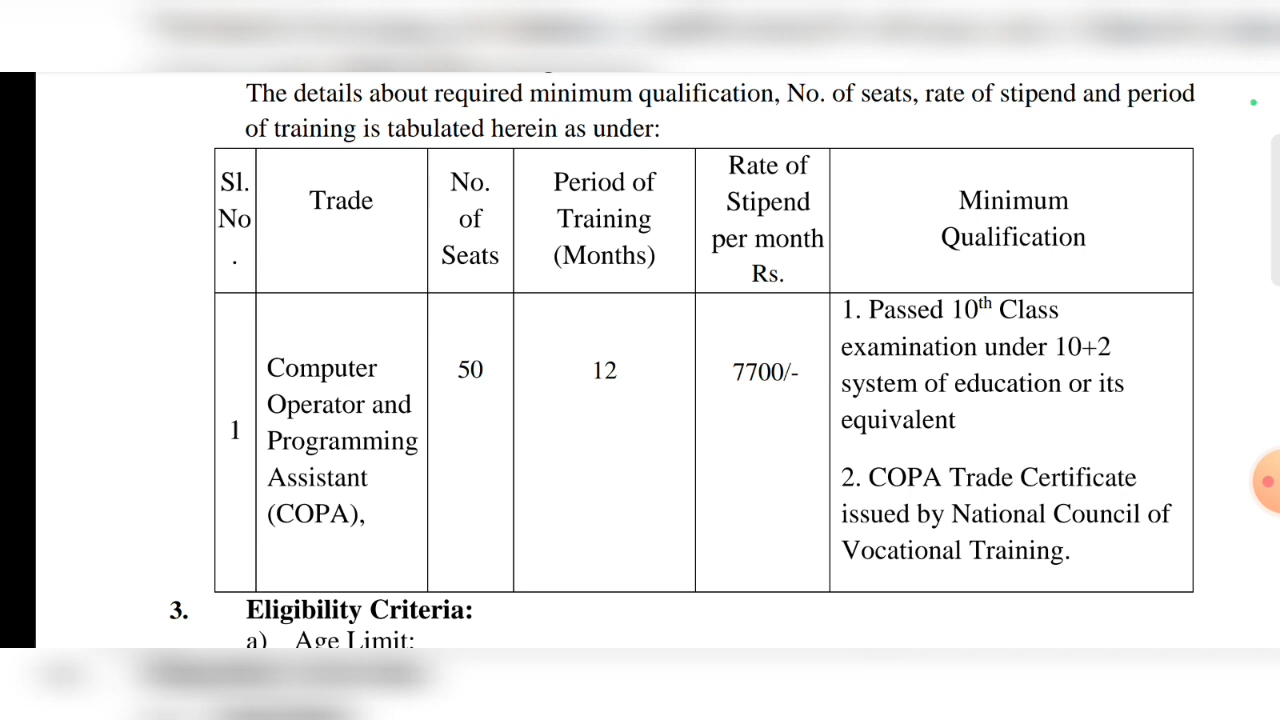 The details about required minimum qualification, No. of seats, rate of stipend and period
of training is tabulated herein as under:
Sl.
No
.
Trade
No.
of
Seats
Period of
Training
(Months)
Rate of
Stipend
per month
Rs.
Minimum
Qualification
1
Computer
Operator and
Programming
Assistant
(COPA),
50
12
7700/-
1. Passed 10th Class
examination under 10+2
system of education or its
equivalent
2. COPA Trade Certificate
issued by National Council of
Vocational Training.
3. Eligibility Criteria:
a) Age Limit: